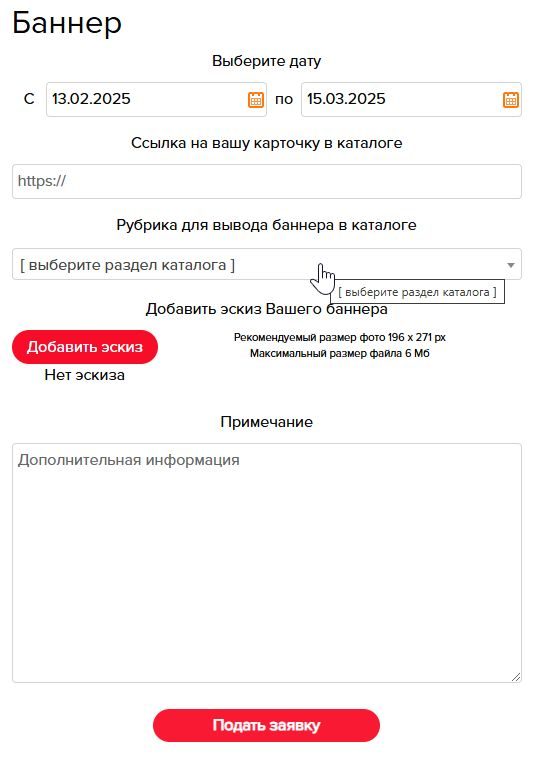 Баннер
Выберите дату
С 13.02.2025 по 15.03.2025
Ссылка на вашу карточку в каталоге
https://
Рубрика для вывода баннера в каталоге
[ выберите раздел каталога ]
[ выберите раздел каталога ]
Добавить эскиз Вашего баннера
Добавить эскиз
Рекомендуемый размер фото 196 x 271 px
Максимальный размер файла 6 Мб
Нет эскиза
Примечание
Дополнительная информация
Подать заявку